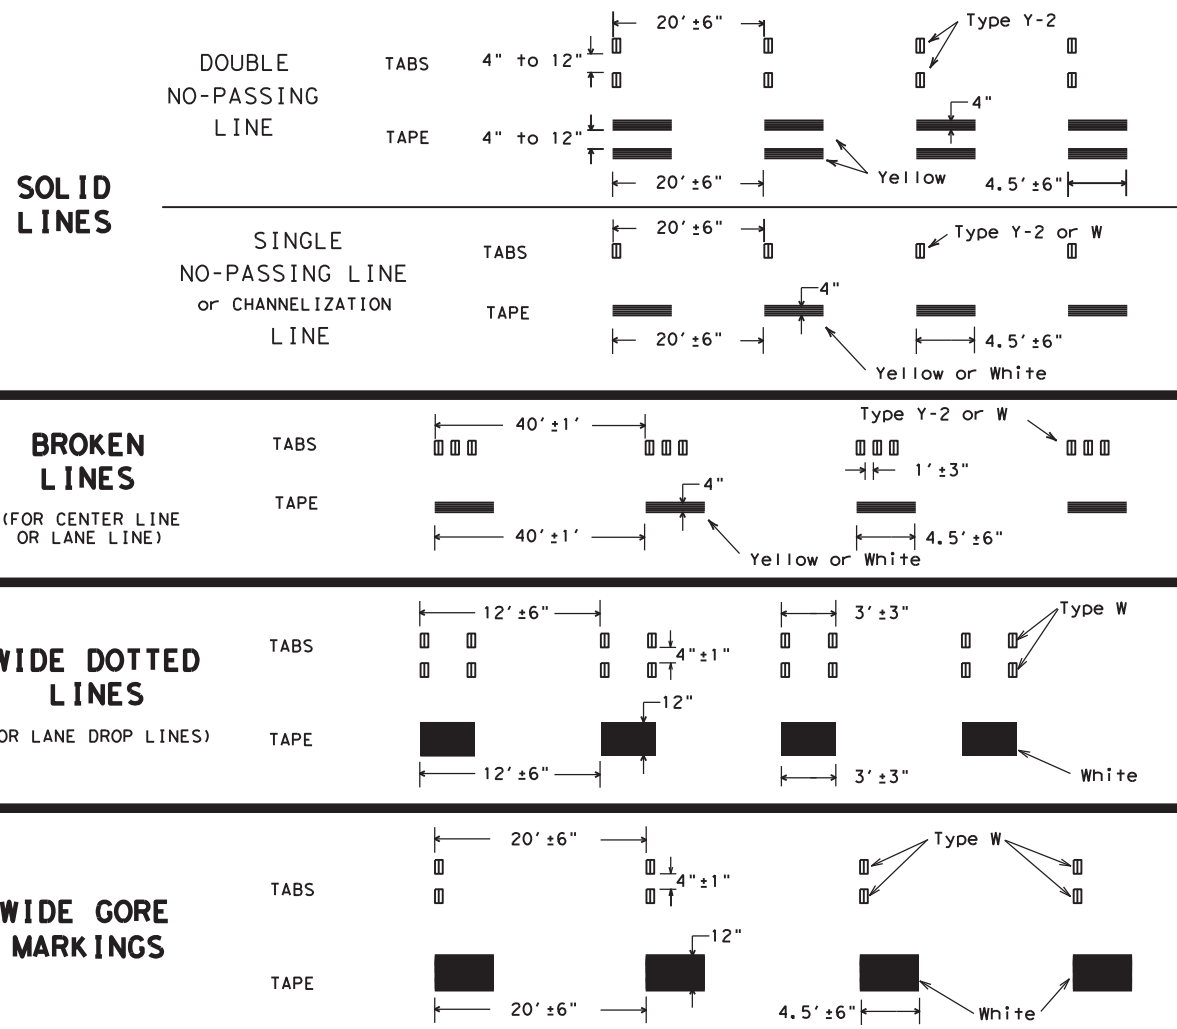 SOLID
LINES
DOUBLE
NO-PASSING
LINE
TABS
4" to 12"
20'±6"
Type Y-2
TAPE
4" to 12"
4"
Yellow
20'±6"
4.5'±6"
SINGLE
NO-PASSING LINE
or CHANNELIZATION
LINE
TABS
20'±6"
Type Y-2 or W
TAPE
4"
20'±6"
4.5'±6"
Yellow or White
BROKEN
LINES
(FOR CENTER LINE
OR LANE LINE)
TABS
40'±1'
Type Y-2 or W
1'±3"
TAPE
4"
40'±1'
4.5'±6"
Yellow or White
WIDE DOTTED
LINES
OR LANE DROP LINES)
TABS
12'±6"
3'±3"
Type W
4"±1"
TAPE
12"
12'±6"
3'±3"
White
WIDE GORE
MARKINGS
TABS
20'±6"
Type W
4"±1"
TAPE
12"
20'±6"
4.5'±6"
White